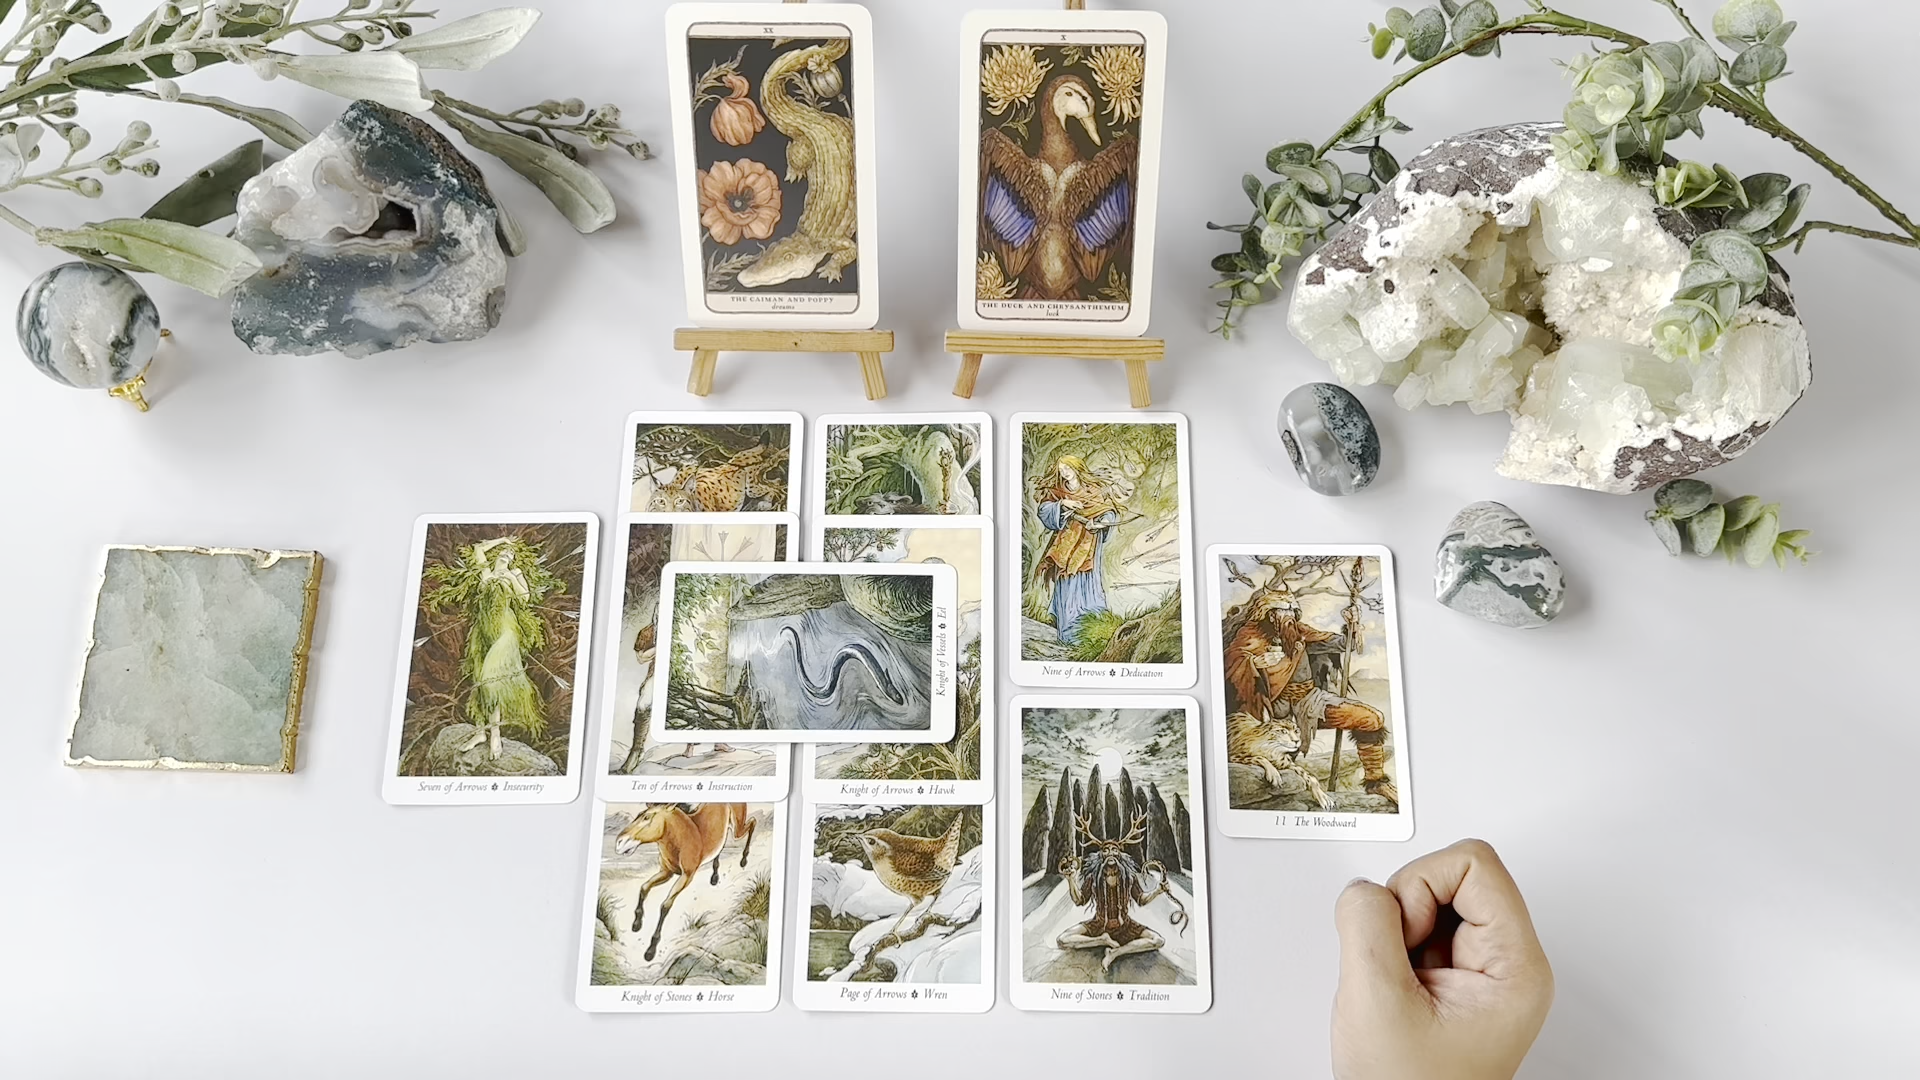 XX
THE CAIMAN AND POPPY
dreams
X
THE DUCK AND CHRYSANTHEMUM
luck
Seven of Arrows Insecurity
Ten of Arrows Instruction
Knight of Vessels Eel
Knight of Arrows Hawk
Nine of Arrows Dedication
11 The Woodward
Knight of Stones Horse
Page of Arrows Wren
Nine of Stones Tradition